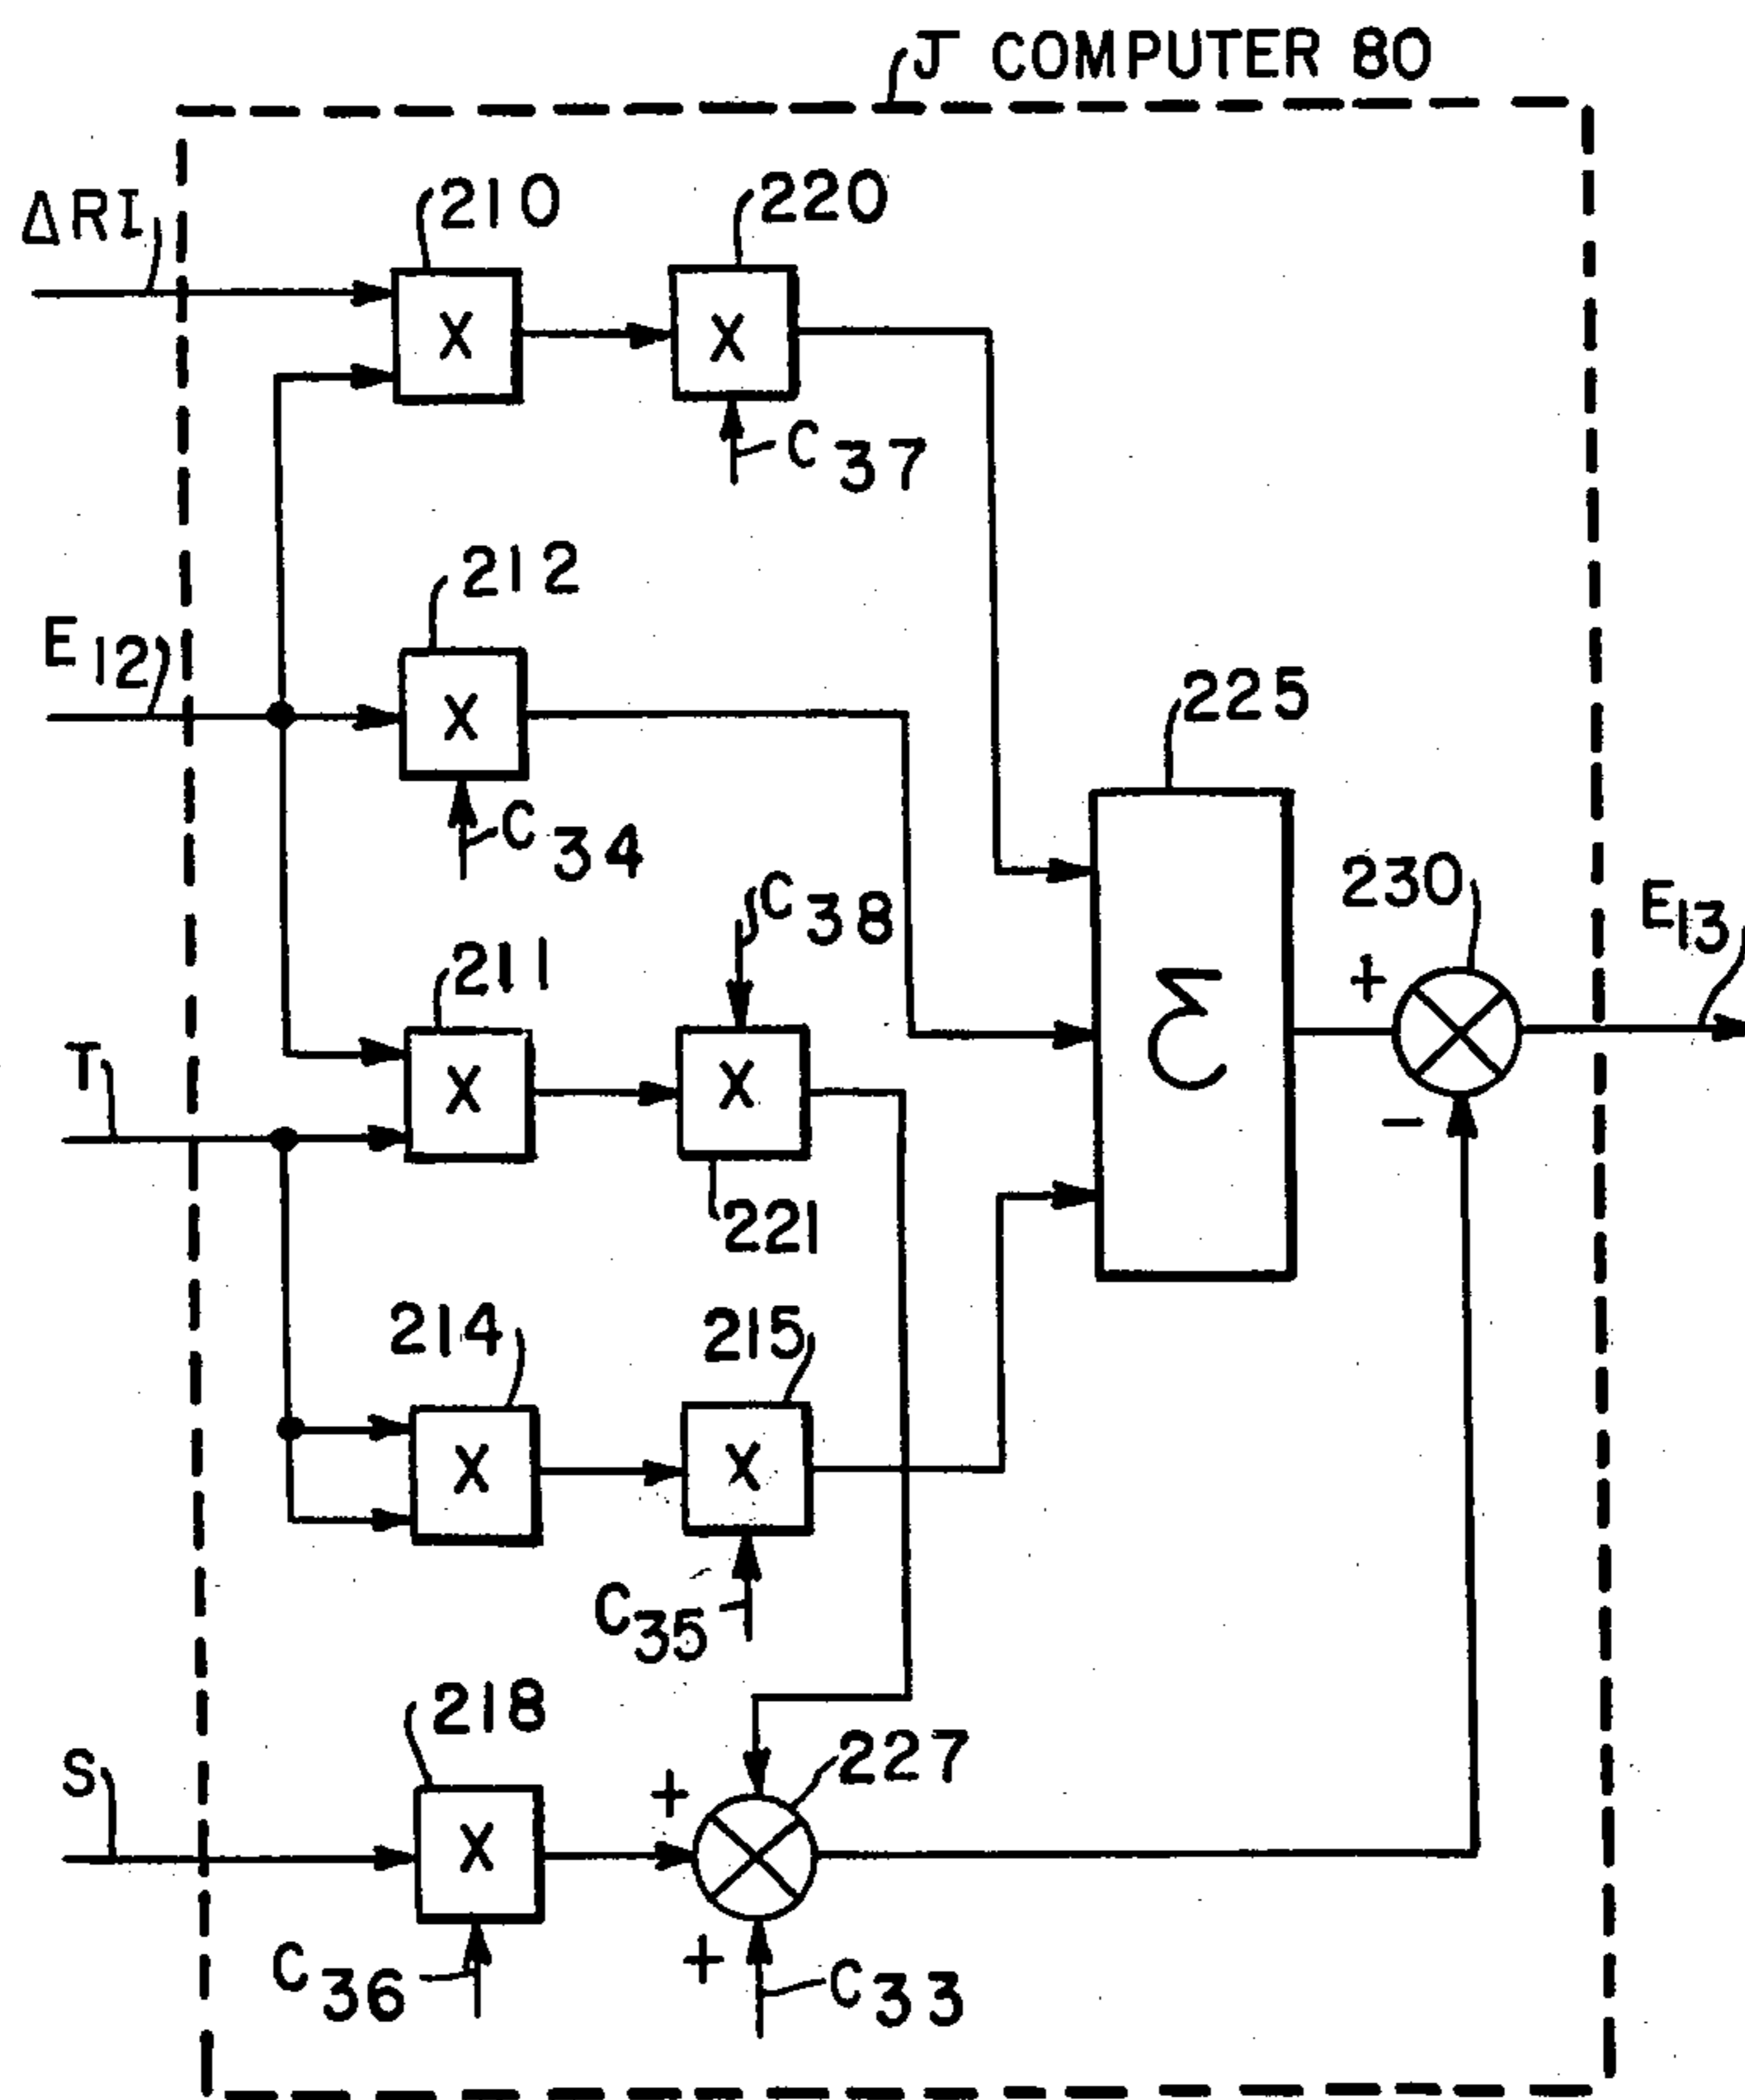 J COMPUTER 80
ΔRI
210
220
X
X
C37
212
E12
X
C34
225
C38
230
E13
211
T
X
X
Σ
+
-
221
214
215
X
X
C35
218
227
S
X
+
+
C36
C33